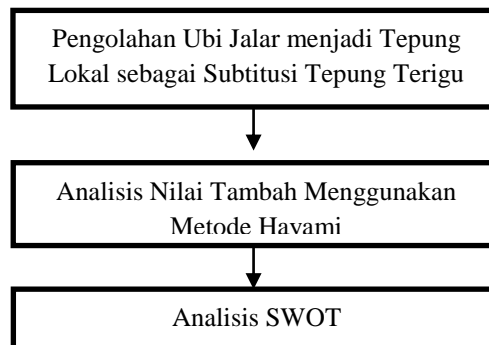 Pengolahan Ubi Jalar menjadi Tepung
Lokal sebagai Subtitusi Tepung Terigu
Analisis Nilai Tambah Menggunakan
Metode Hayami
Analisis SWOT